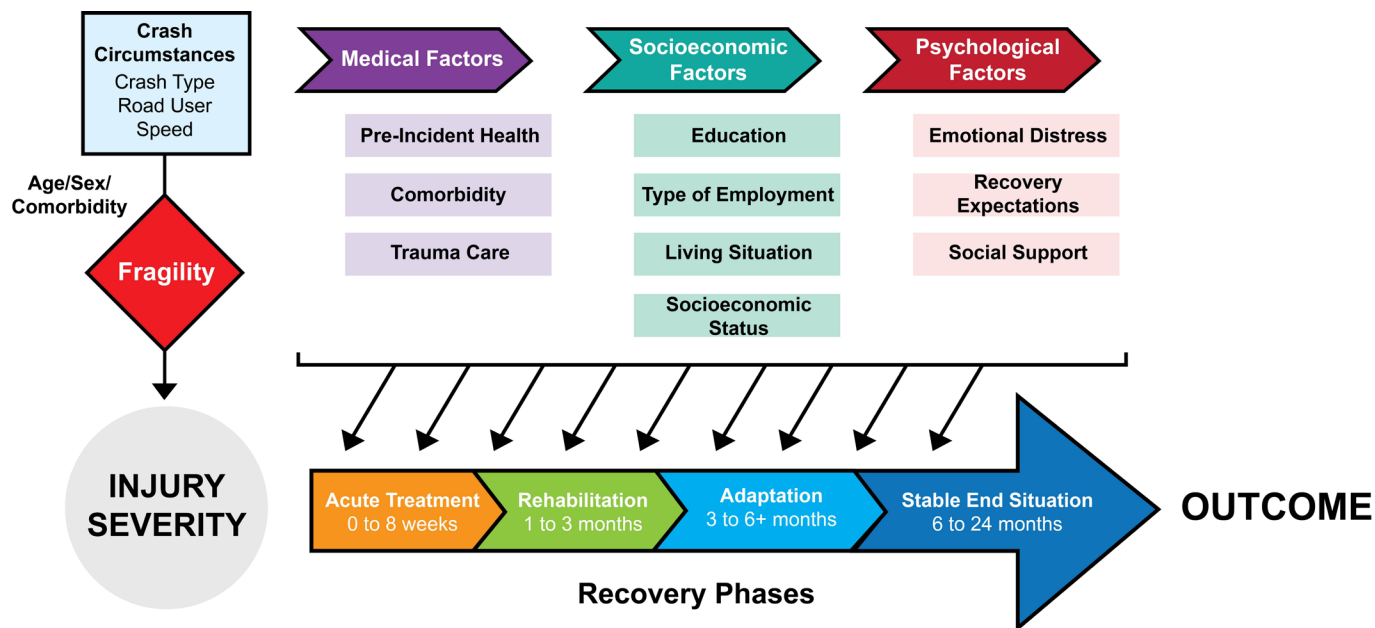 Crash
Circumstances
Crash Type
Road User
Speed
Age/Sex/
Comorbidity
Fragility
INJURY
SEVERITY
Medical Factors
Pre-Incident Health
Comorbidity
Trauma Care
Socioeconomic
Factors
Education
Type of Employment
Living Situation
Socioeconomic
Status
Psychological
Factors
Emotional Distress
Recovery
Expectations
Social Support
Acute Treatment
0 to 8 weeks
Rehabilitation
1 to 3 months
Adaptation
3 to 6+ months
Stable End Situation
6 to 24 months
OUTCOME
Recovery Phases